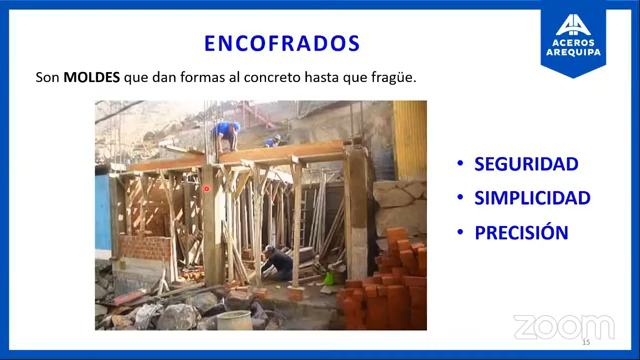 ENCOFRADOS
ACEROS
AREQUIPA
Son MOLDES que dan formas al concreto hasta que fragüe.
• SEGURIDAD
• SIMPLICIDAD
• PRECISIÓN
zoom
15